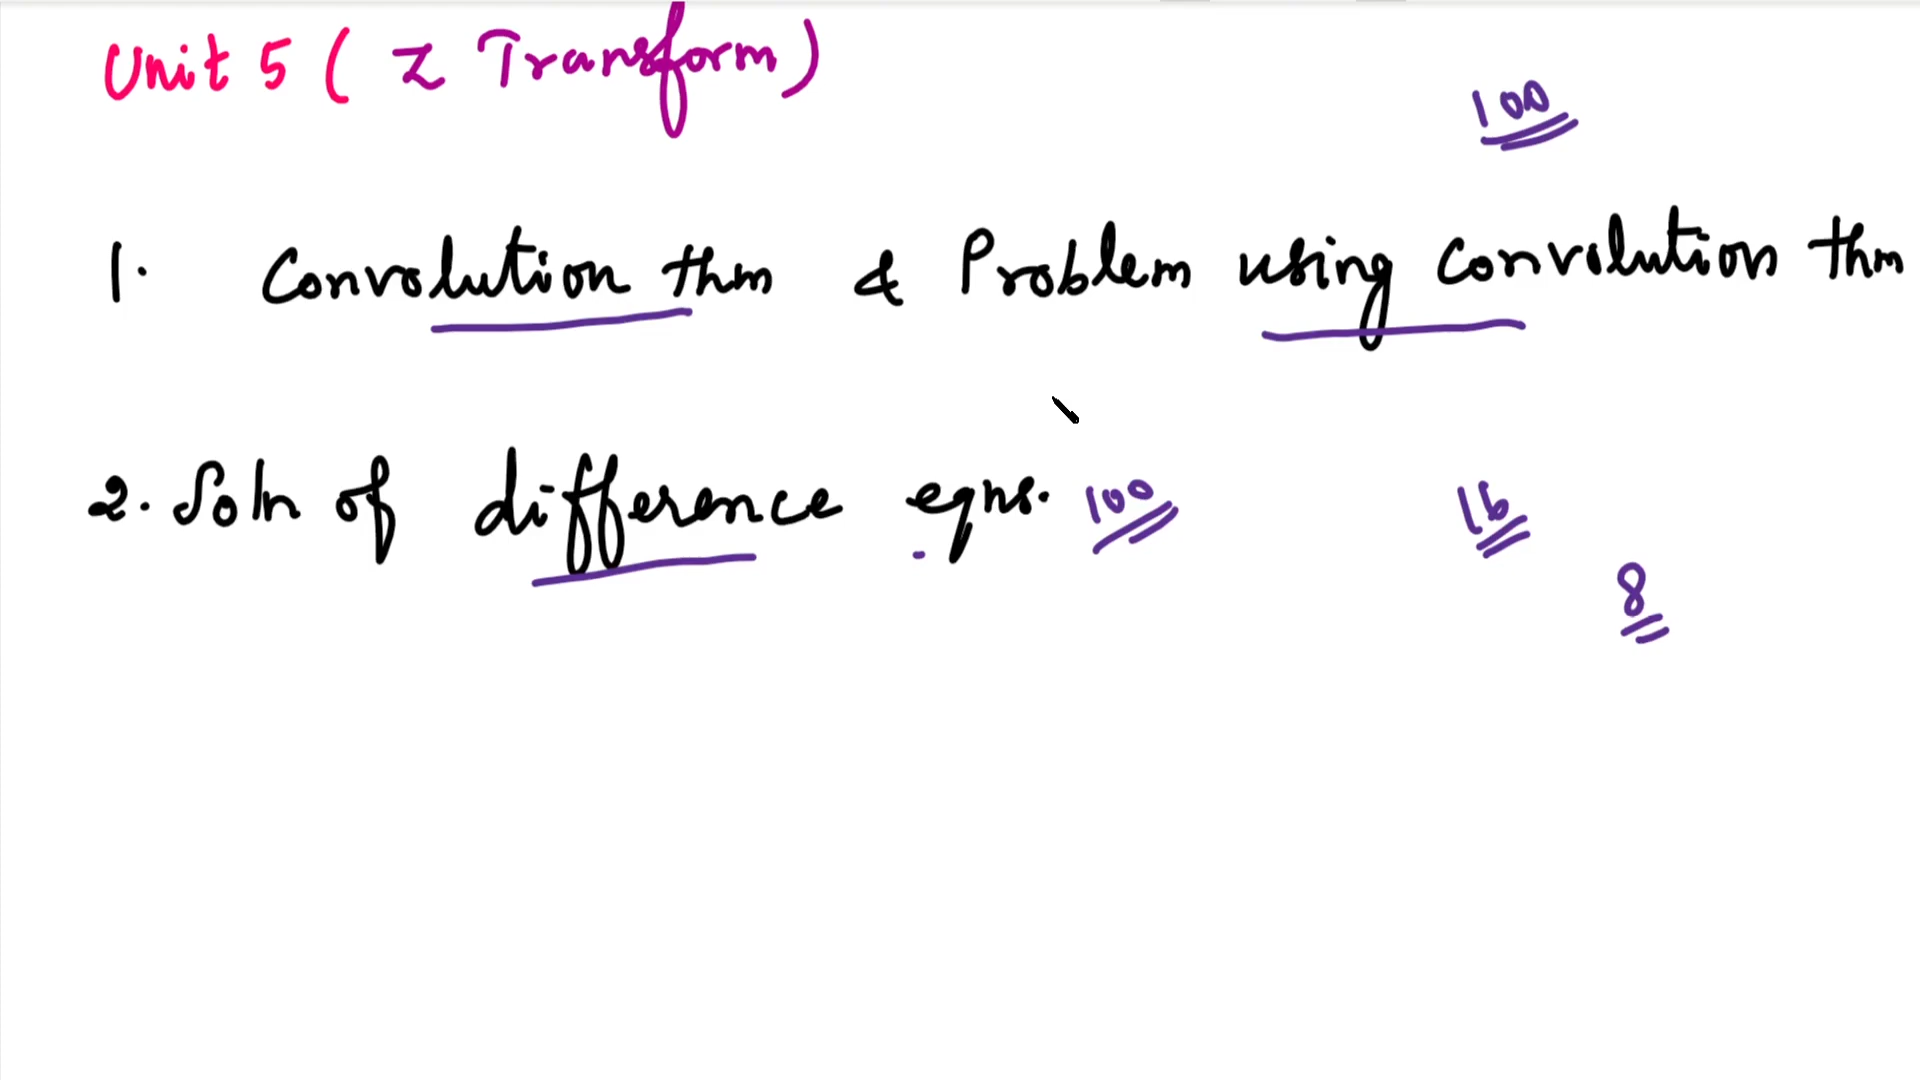 Unit 5 ( Z Transform)
100
1. Convolution thm & Problem using convolution thm
2. Soln of difference eqns. 100 16
8